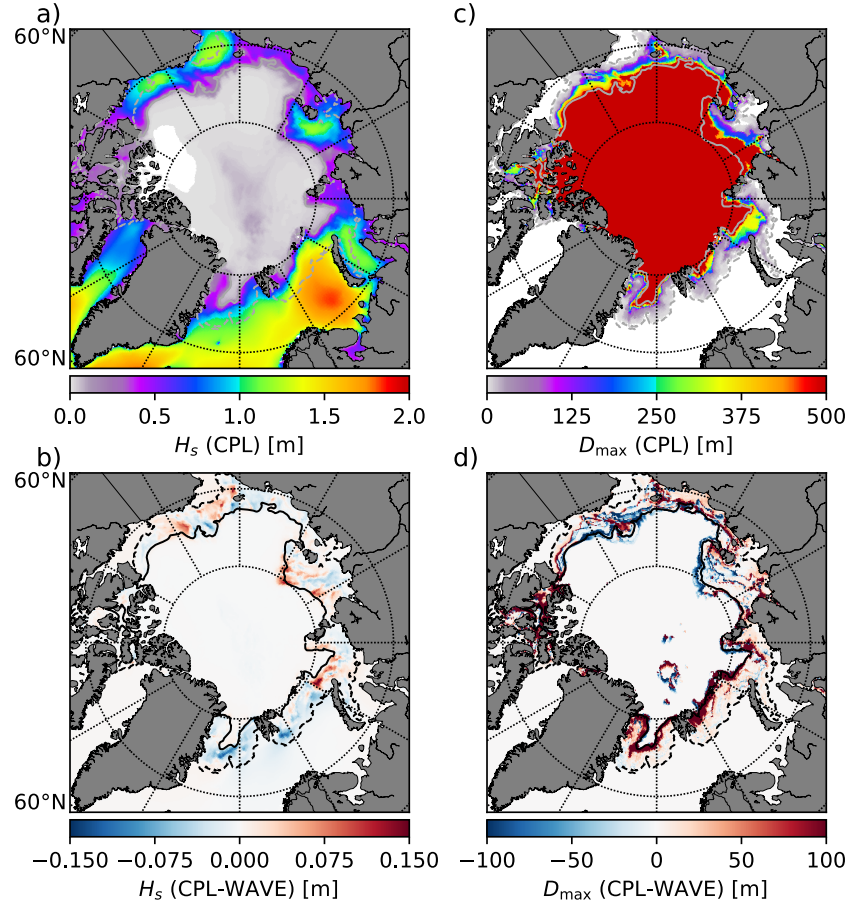 a)
c)
60°N
60°N
0.0 0.5 1.0 1.5 2.0
H_s (CPL) [m]
0 125 250 375 500
D_max (CPL) [m]
b)
d)
60°N
60°N
−0.150 −0.075 0.000 0.075 0.150
H_s (CPL-WAVE) [m]
−100 −50 0 50 100
D_max (CPL-WAVE) [m]